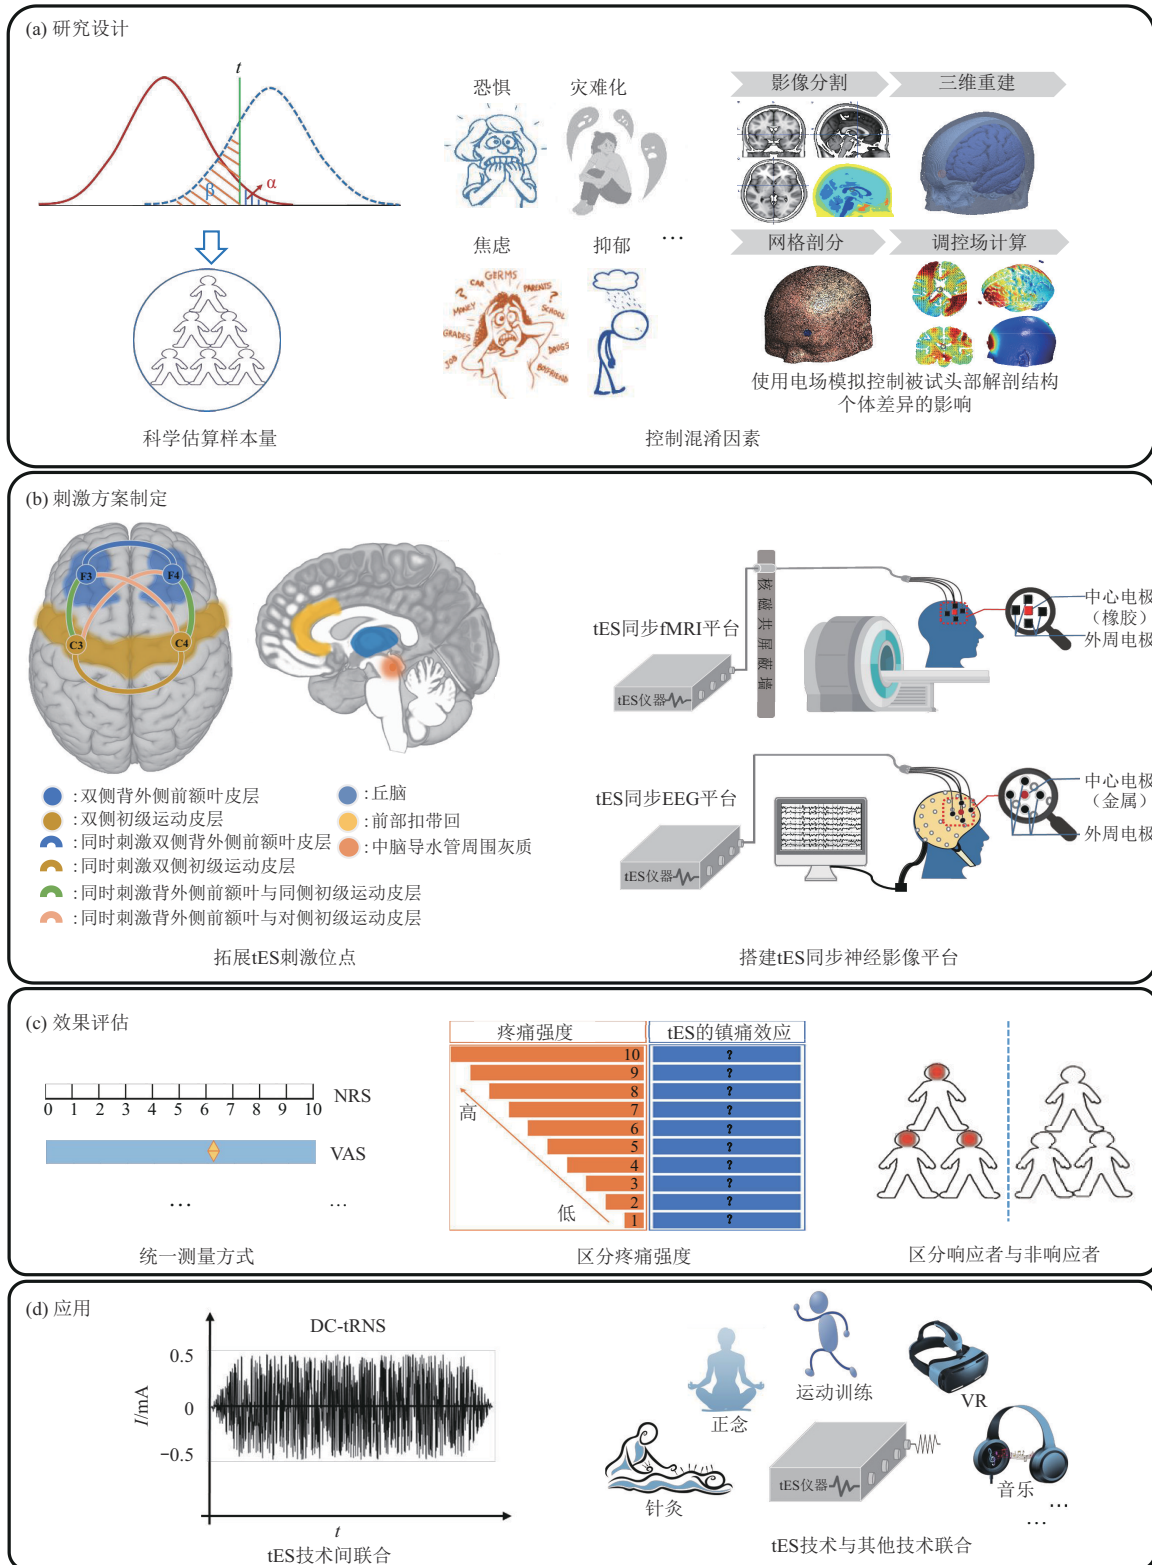 (a) 研究设计
t
β
α
科学估算样本量
恐惧
灾难化
焦虑
抑郁
…
GERMS
CAR
PARENTS
?
?
MONEY
SCHOOL
GRADES
DRUGS
JOB
BOYFRIEND
影像分割
三维重建
网格剖分
调控场计算
使用电场模拟控制被试头部解剖结构
个体差异的影响
控制混淆因素
(b) 刺激方案制定
F3
F4
C3
C4
:双侧背外侧前额叶皮层
:双侧初级运动皮层
:同时刺激双侧背外侧前额叶皮层
:同时刺激双侧初级运动皮层
:同时刺激背外侧前额叶与同侧初级运动皮层
:同时刺激背外侧前额叶与对侧初级运动皮层
:丘脑
:前部扣带回
:中脑导水管周围灰质
拓展tES刺激位点
tES同步fMRI平台
tES仪器
核磁共屏蔽墙
中心电极
（橡胶）
外周电极
tES同步EEG平台
tES仪器
中心电极
（金属）
外周电极
搭建tES同步神经影像平台
(c) 效果评估
0 1 2 3 4 5 6 7 8 9 10
NRS
VAS
…
…
统一测量方式
疼痛强度
tES的镇痛效应
10 ?
9 ?
8 ?
7 ?
6 ?
5 ?
4 ?
3 ?
2 ?
1 ?
高
低
区分疼痛强度
区分响应者与非响应者
(d) 应用
DC-tRNS
I/mA
0.5
0
−0.5
t
tES技术间联合
正念
运动训练
VR
针灸
tES仪器
音乐
…
…
tES技术与其他技术联合